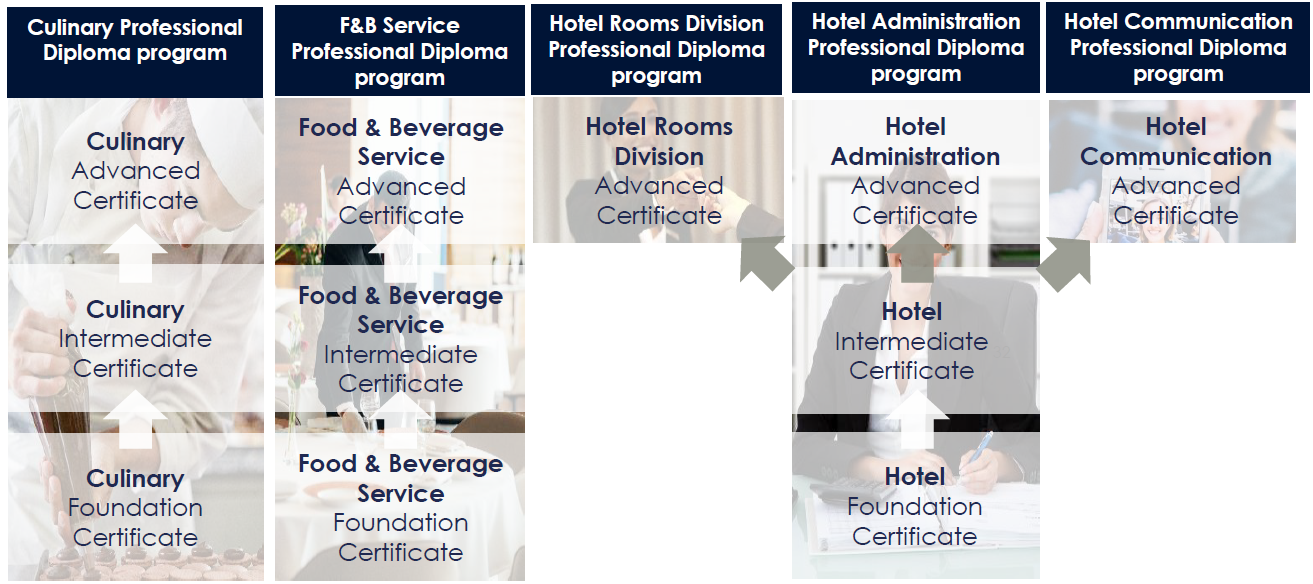 Culinary Professional
Diploma program
F&B Service
Professional Diploma
program
Hotel Rooms Division
Professional Diploma
program
Hotel Administration
Professional Diploma
program
Hotel Communication
Professional Diploma
program
Culinary
Advanced
Certificate
Food & Beverage
Service
Advanced
Certificate
Hotel Rooms
Division
Advanced
Certificate
Hotel
Administration
Advanced
Certificate
Hotel
Communication
Advanced
Certificate
Culinary
Intermediate
Certificate
Food & Beverage
Service
Intermediate
Certificate
Hotel
Intermediate
Certificate
Culinary
Foundation
Certificate
Food & Beverage
Service
Foundation
Certificate
Hotel
Foundation
Certificate